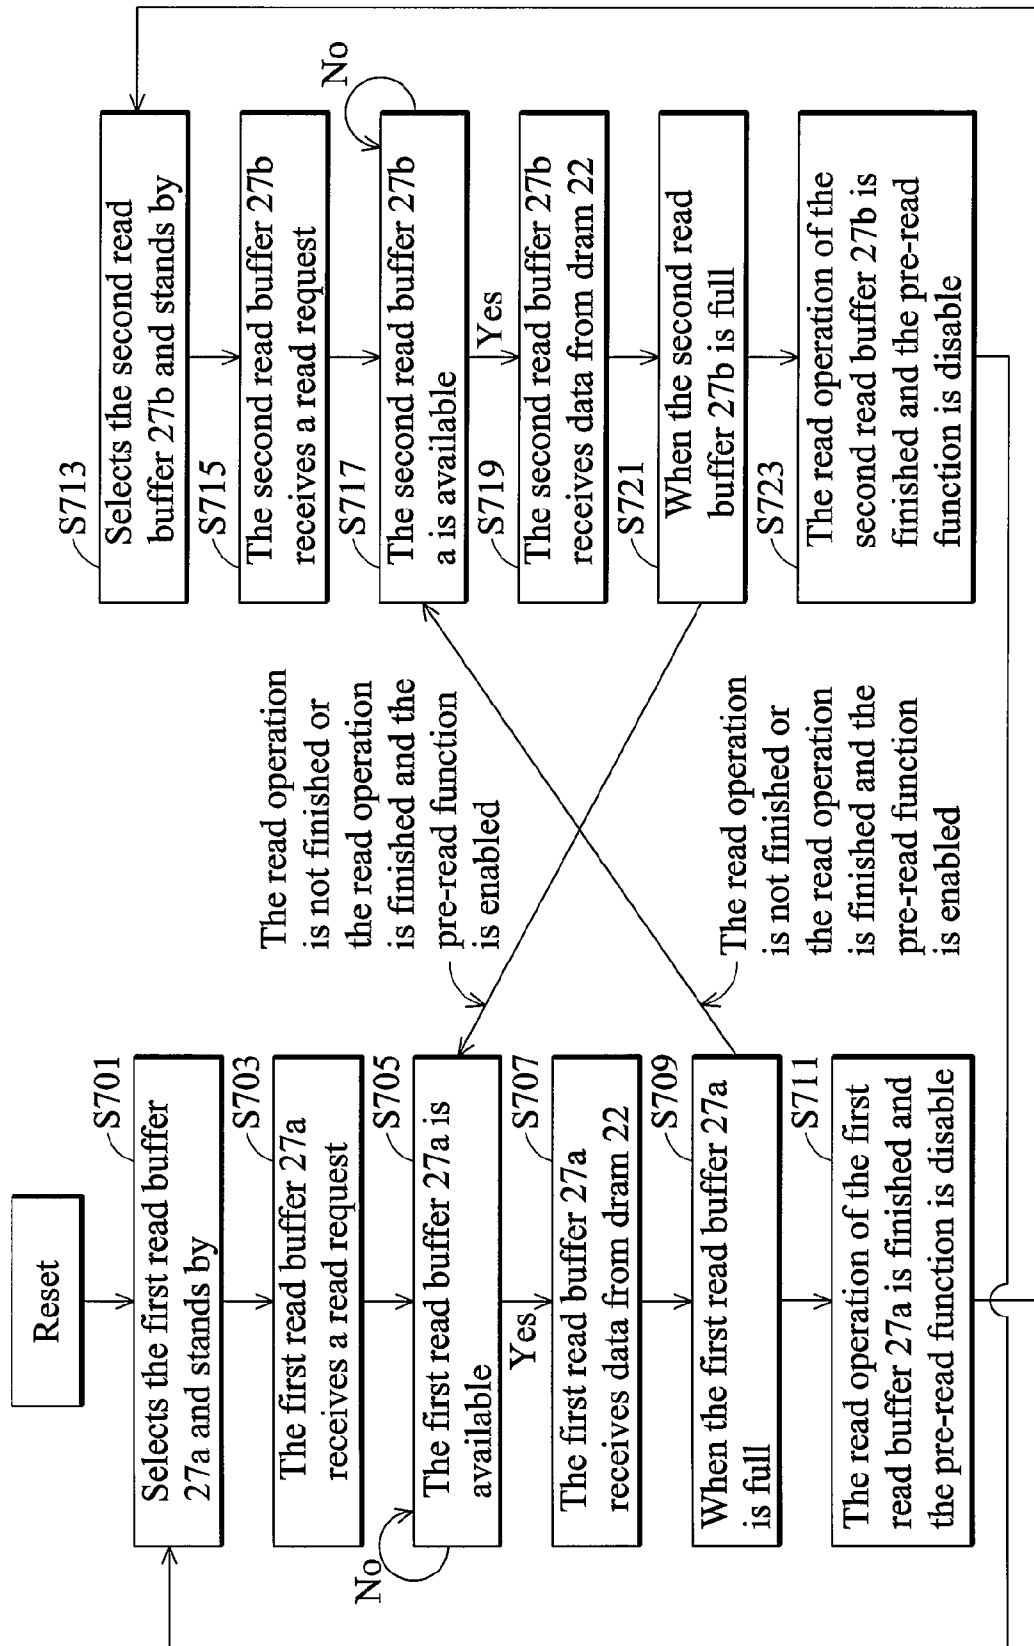 Reset
S701
Selects the first read buffer
27a and stands by
S703
The first read buffer 27a
receives a read request
S705
The first read buffer 27a is
available
No
Yes
S707
The first read buffer 27a
receives data from dram 22
S709
When the first read buffer 27a
is full
S711
The read operation of the first
read buffer 27a is finished and
the pre-read function is disable
The read operation
is not finished or
the read operation
is finished and the
pre-read function
is enabled
The read operation
is not finished or
the read operation
is finished and the
pre-read function
is enabled
S713
Selects the second read
buffer 27b and stands by
S715
The second read buffer 27b
receives a read request
S717
The second read buffer 27b
a is available
No
Yes
S719
The second read buffer 27b
receives data from dram 22
S721
When the second read
buffer 27b is full
S723
The read operation of the
second read buffer 27b is
finished and the pre-read
function is disable